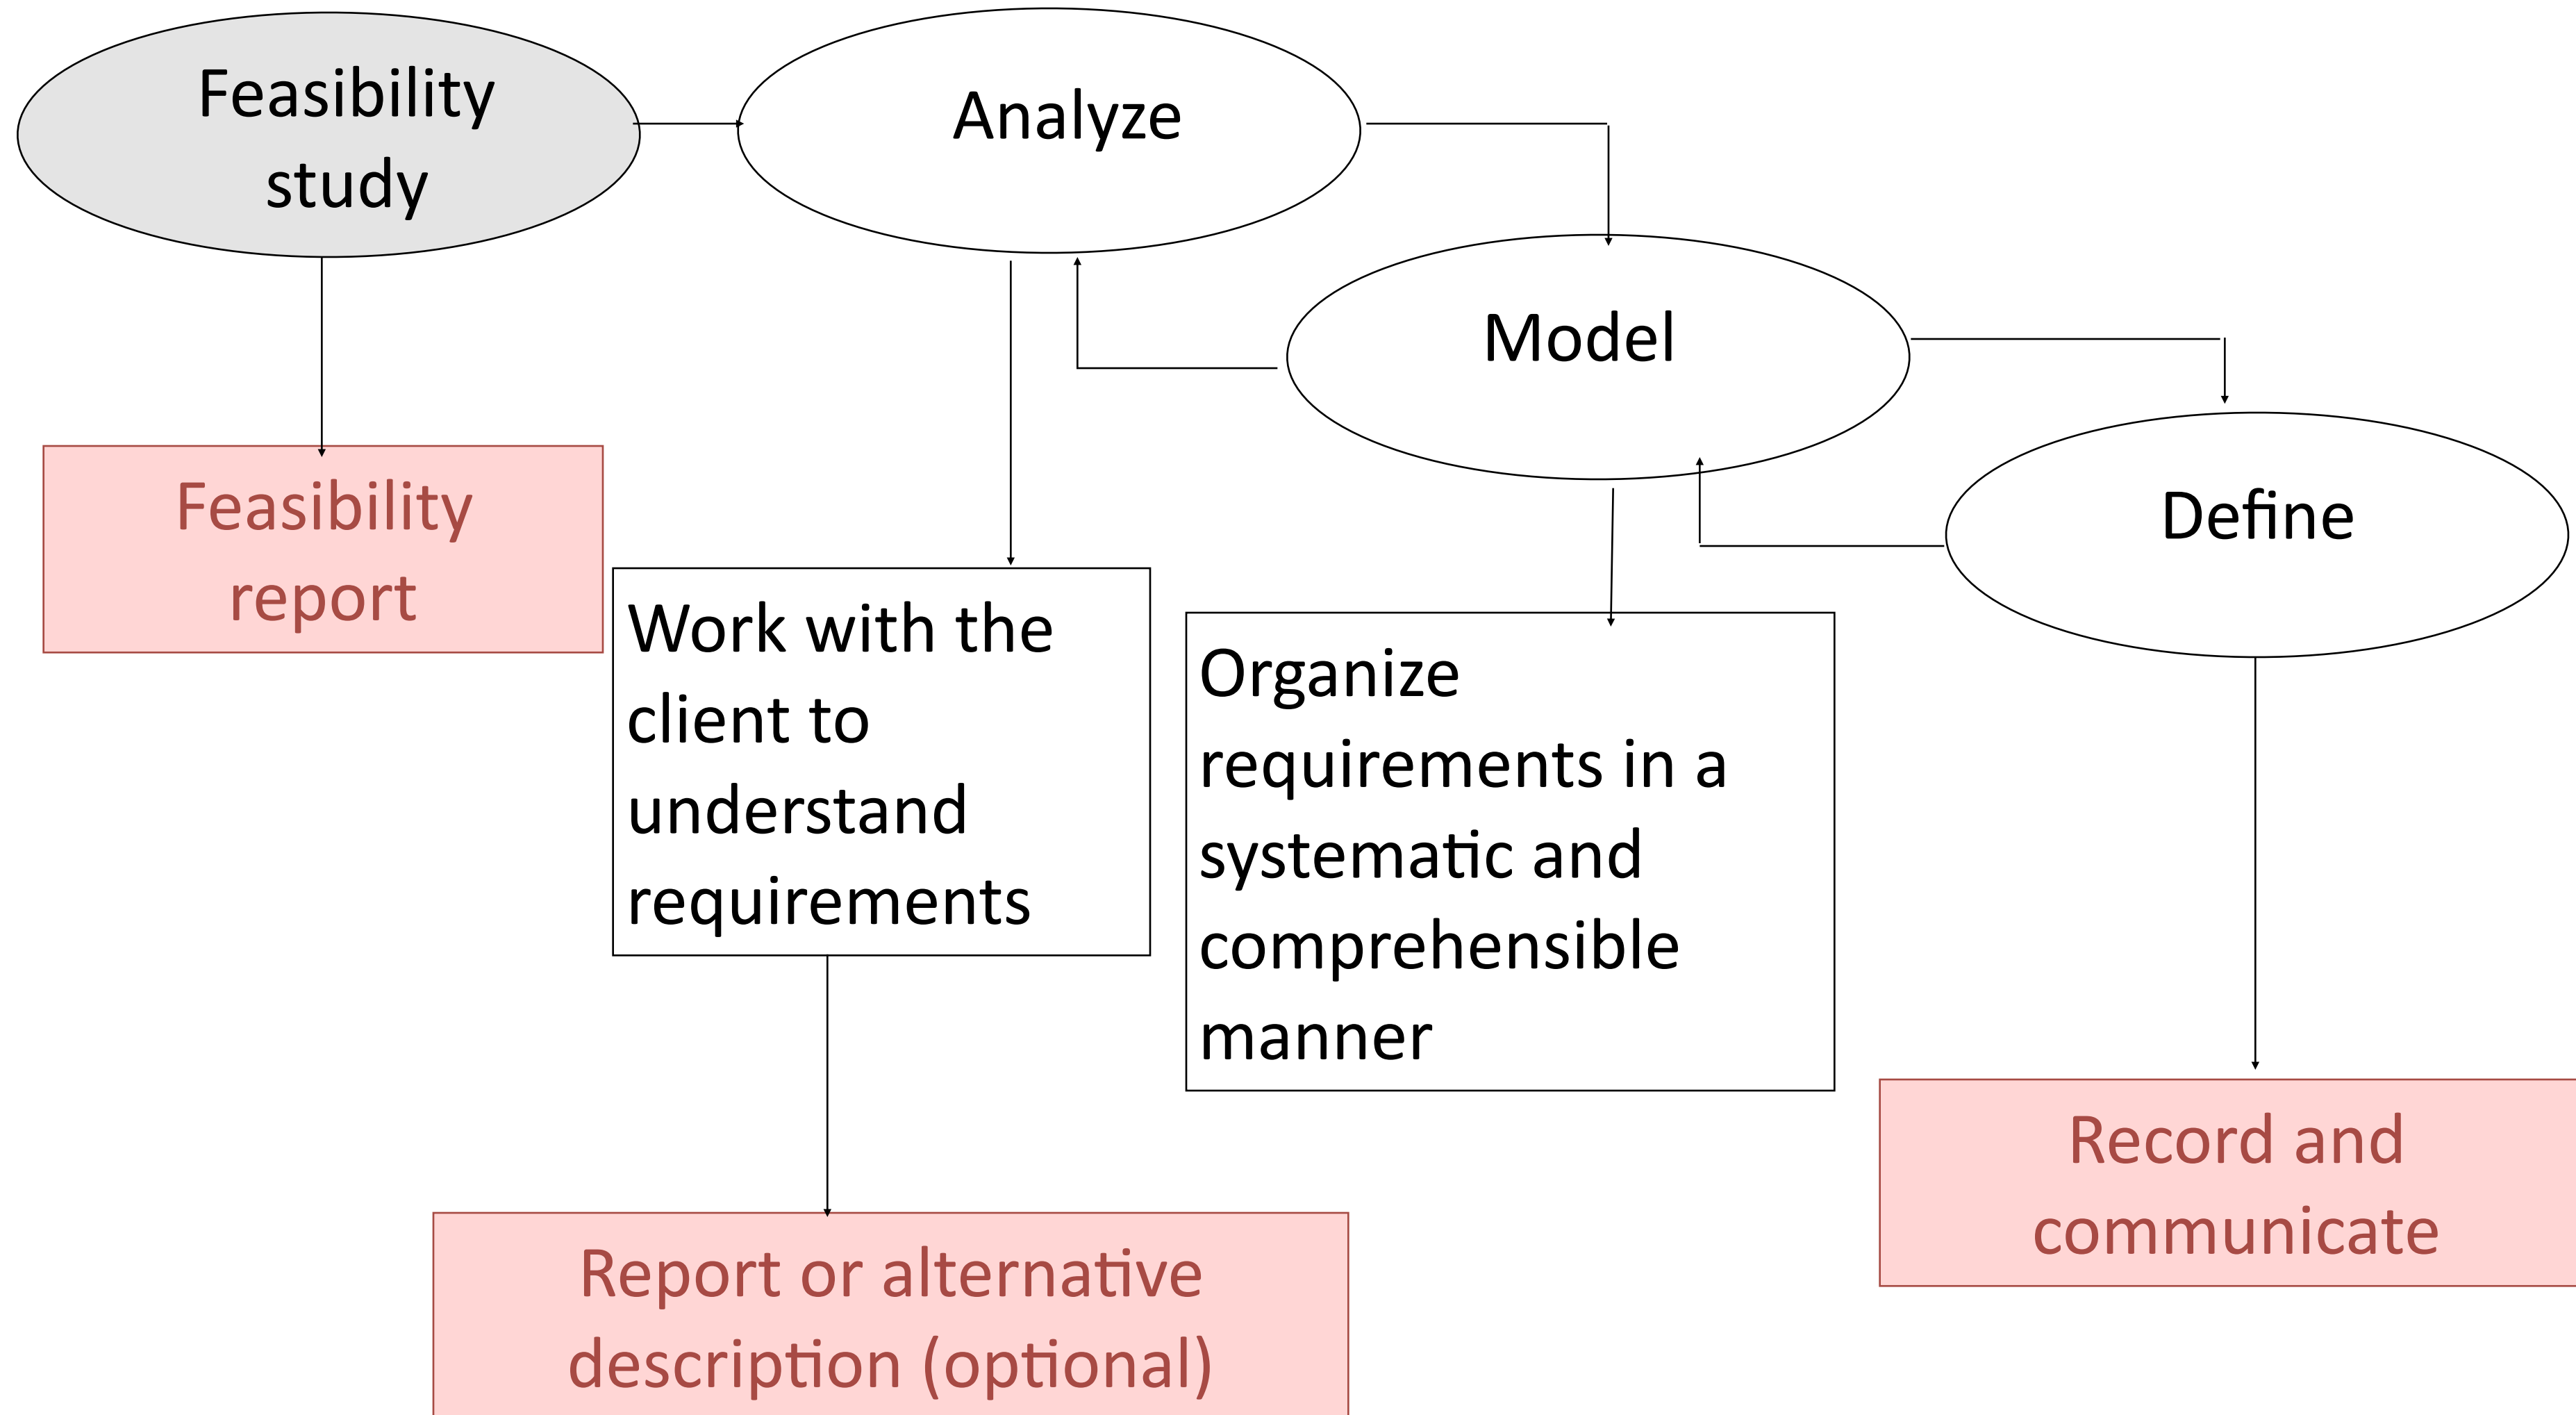 Feasibility
study
Analyze
Model
Define
Feasibility
report
Work with the
client to
understand
requirements
Organize
requirements in a
systematic and
comprehensible
manner
Record and
communicate
Report or alternative
description (optional)